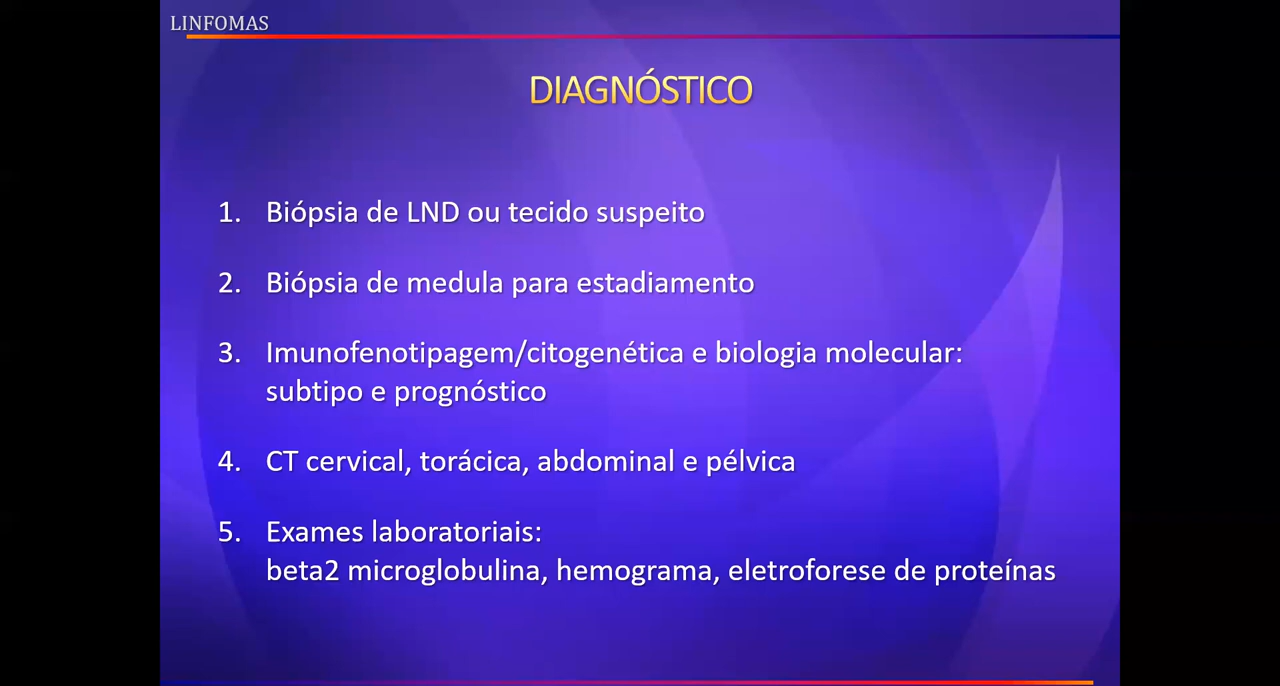 LINFOMAS
DIAGNÓSTICO
1. Biópsia de LND ou tecido suspeito
2. Biópsia de medula para estadiamento
3. Imunofenotipagem/citogenética e biologia molecular:
subtipo e prognóstico
4. CT cervical, torácica, abdominal e pélvica
5. Exames laboratoriais:
beta2 microglobulina, hemograma, eletroforese de proteínas